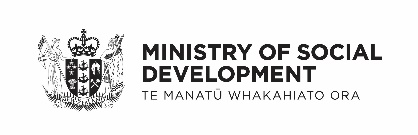 MINISTRY OF SOCIAL
DEVELOPMENT
TE MANATŪ WHAKAHIATO ORA